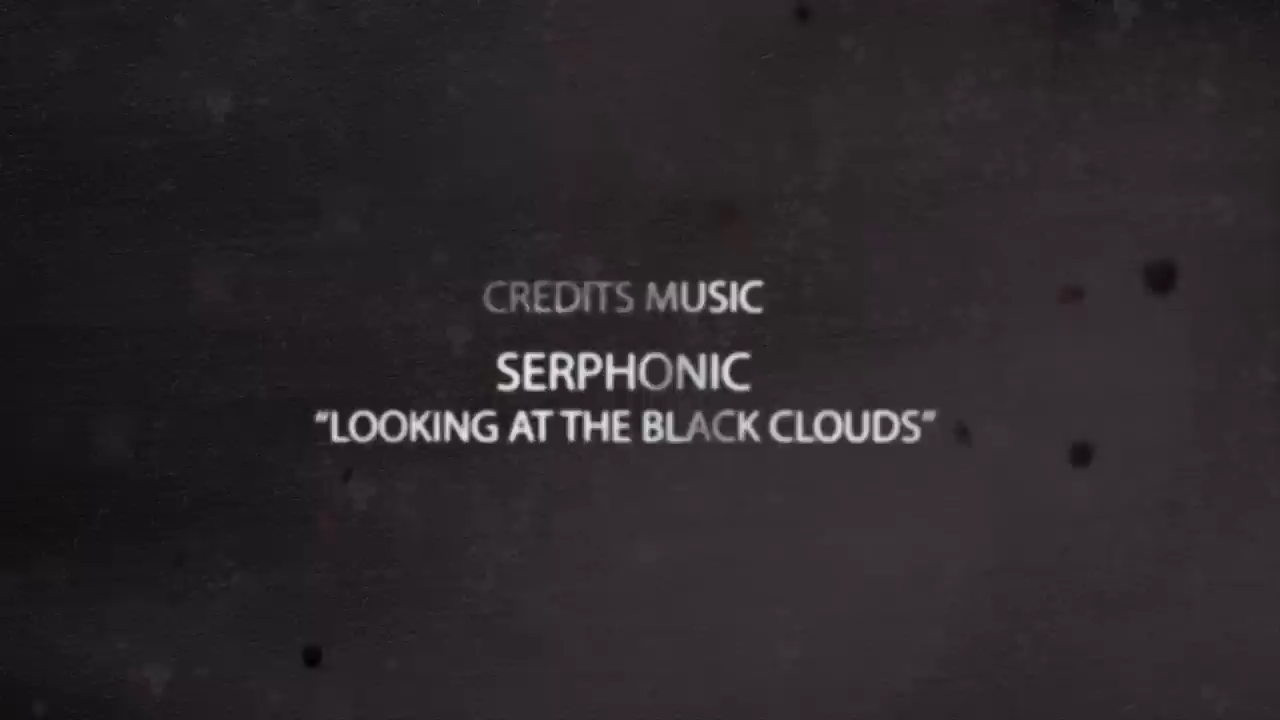 CREDITS MUSIC
SERPHONIC
“LOOKING AT THE BLACK CLOUDS”